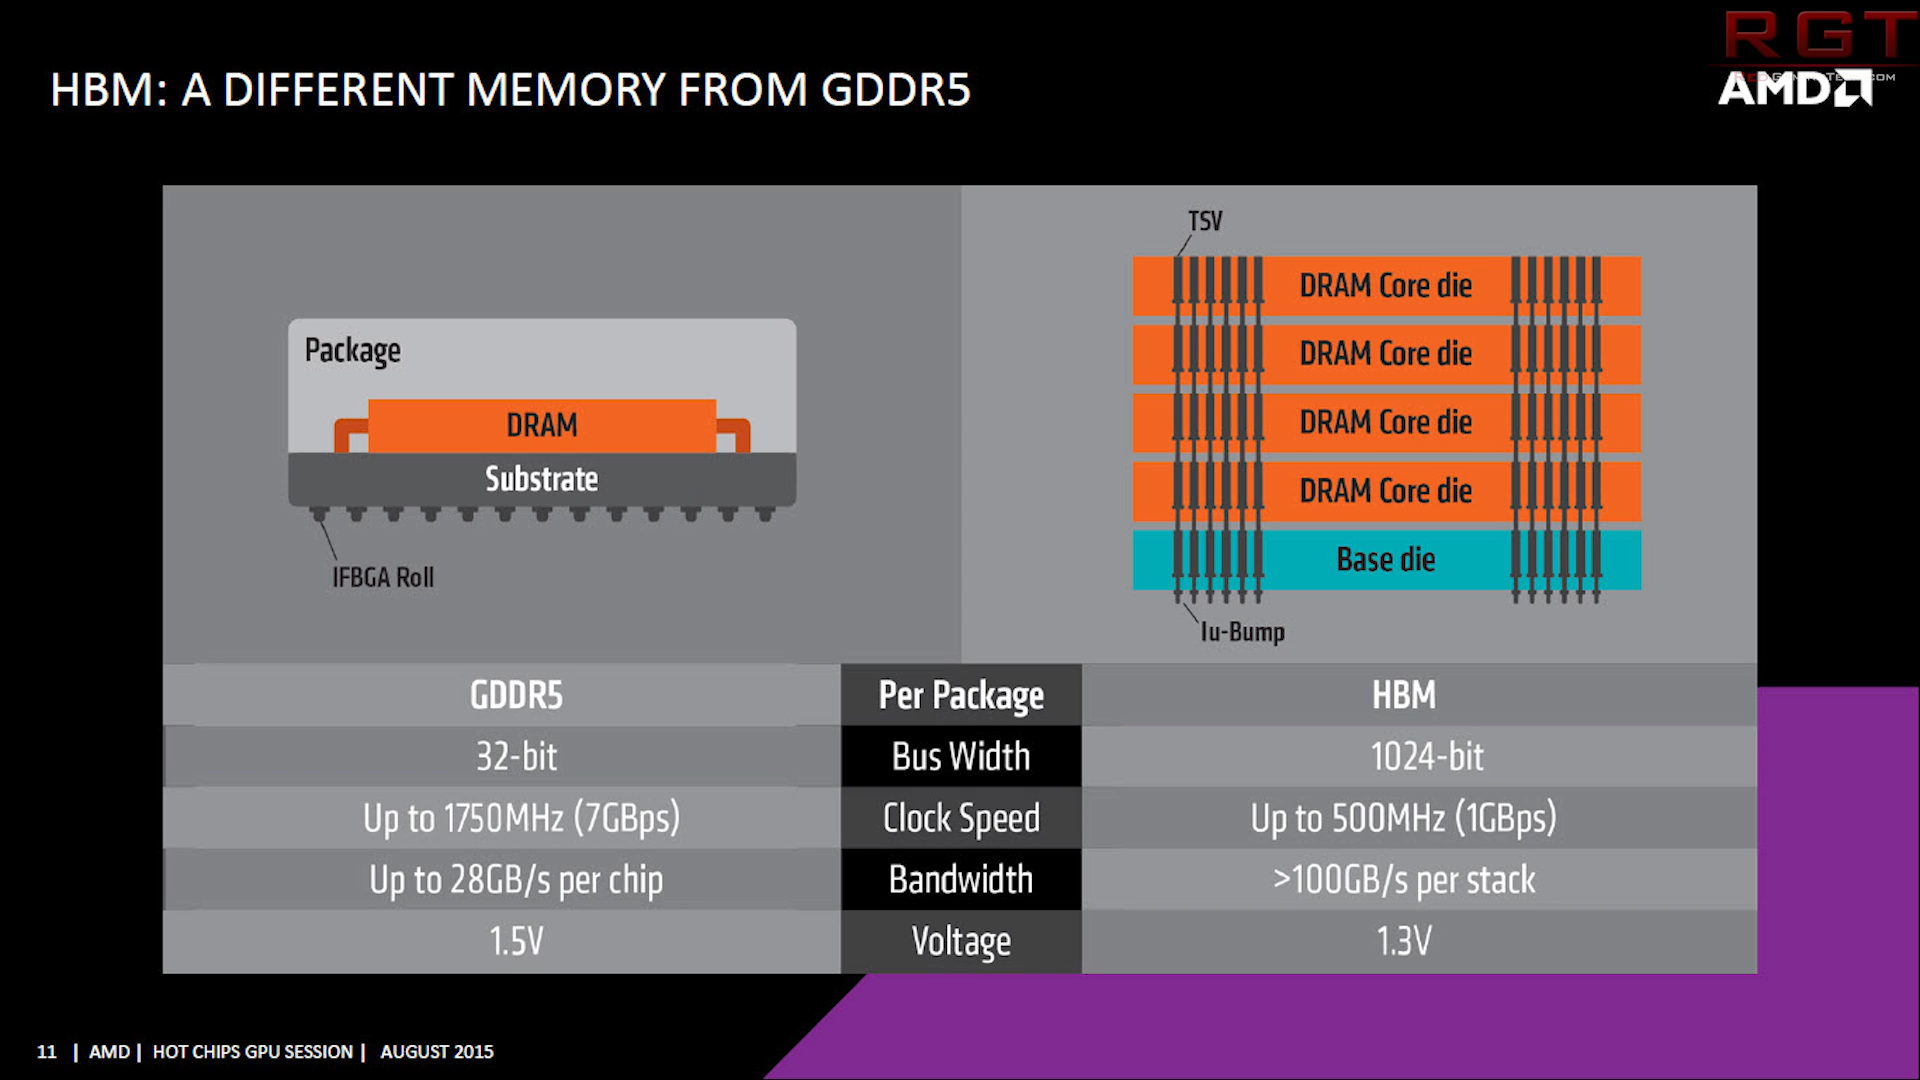 RGT
HBM: A DIFFERENT MEMORY FROM GDDR5
AMD
TSV
DRAM Core die
DRAM Core die
DRAM Core die
DRAM Core die
Base die
Iu-Bump
Package
DRAM
Substrate
IFBGA Roll
GDDR5 Per Package HBM
32-bit Bus Width 1024-bit
Up to 1750MHz (7GBps) Clock Speed Up to 500MHz (1GBps)
Up to 28GB/s per chip Bandwidth >100GB/s per stack
1.5V Voltage 1.3V
11 | AMD | HOT CHIPS GPU SESSION | AUGUST 2015